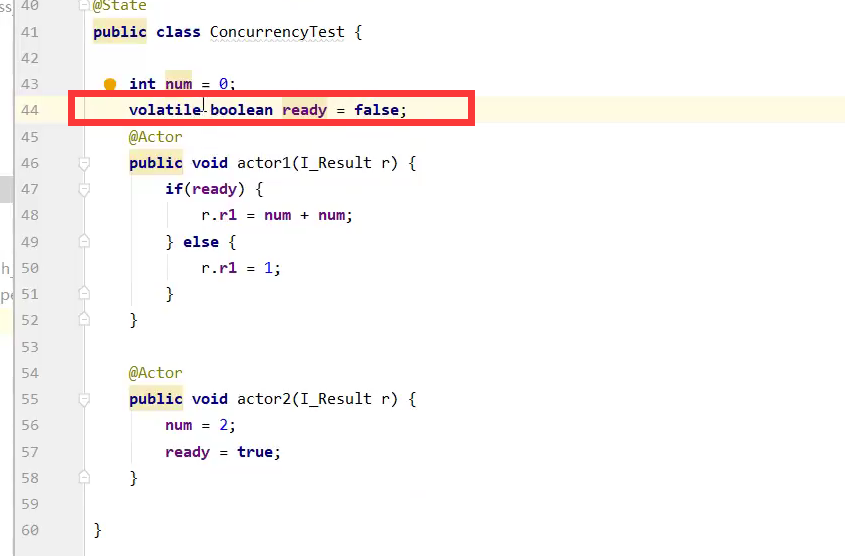 40 @State
41 public class ConcurrencyTest {
42
43 int num = 0;
44 volatile boolean ready = false;
45 @Actor
46 public void actor1(I_Result r) {
47 if(ready) {
48 r.r1 = num + num;
49 } else {
50 r.r1 = 1;
51 }
52 }
53
54 @Actor
55 public void actor2(I_Result r) {
56 num = 2;
57 ready = true;
58 }
59
60 }